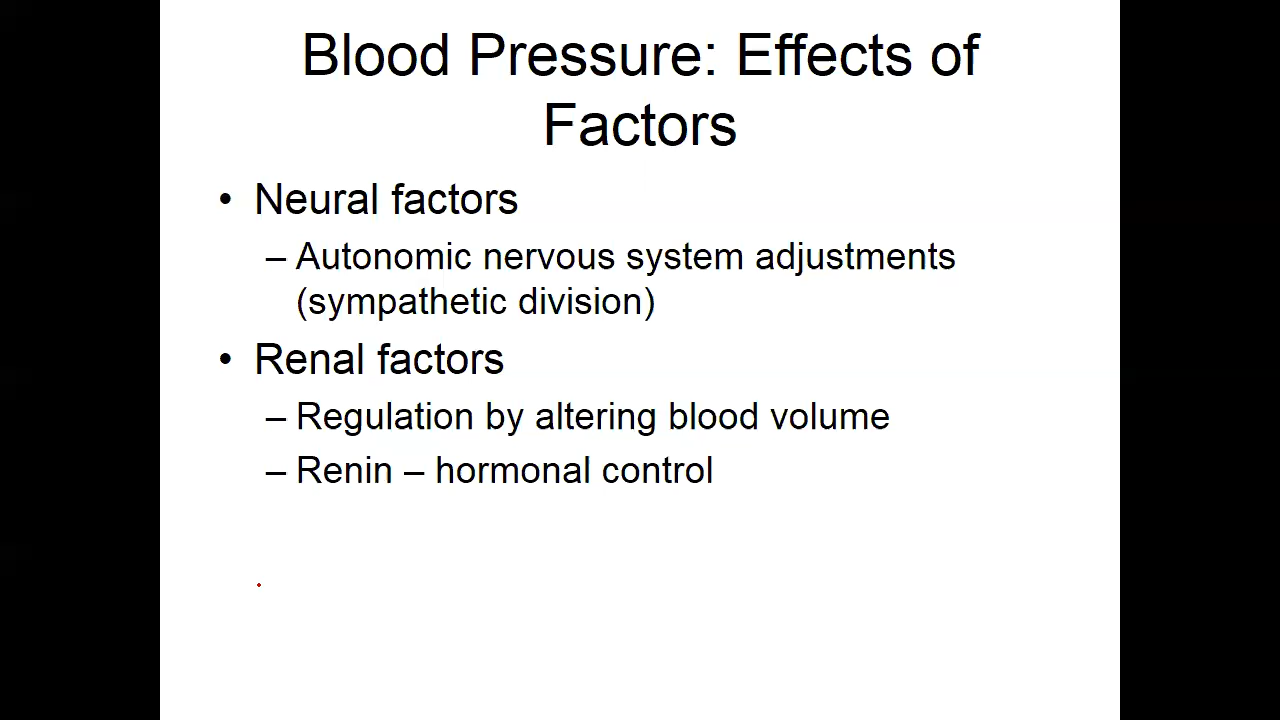 Blood Pressure: Effects of
Factors
• Neural factors
– Autonomic nervous system adjustments
(sympathetic division)
• Renal factors
– Regulation by altering blood volume
– Renin – hormonal control